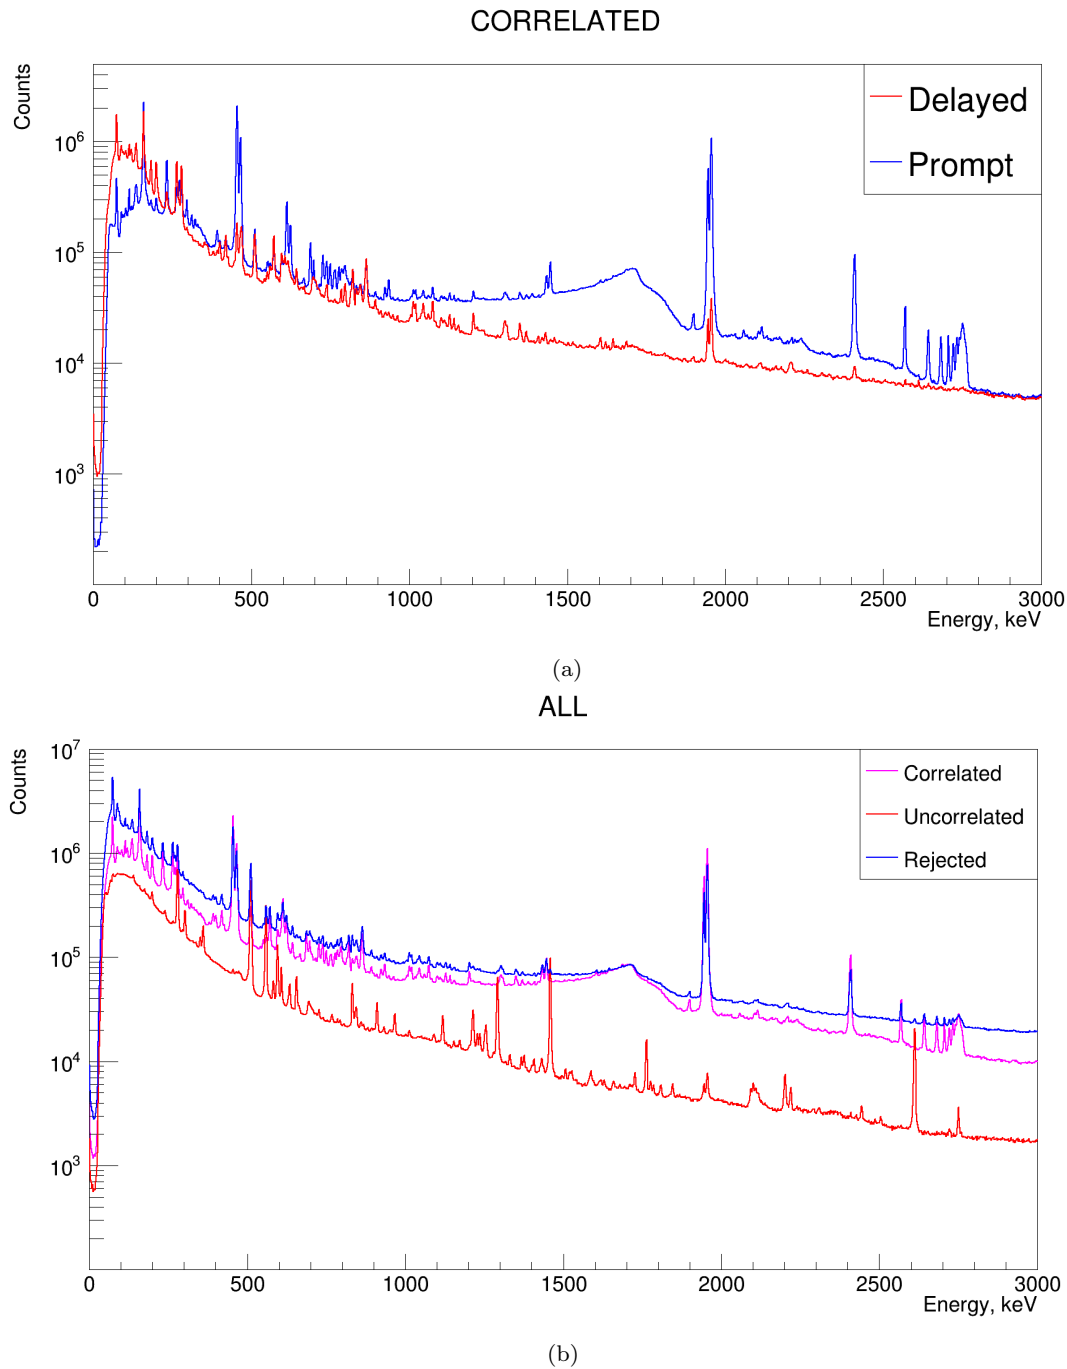 CORRELATED
Counts
Delayed
Prompt
10^6
10^5
10^4
10^3
0 500 1000 1500 2000 2500 3000
Energy, keV
(a)
ALL
Counts
Correlated
Uncorrelated
Rejected
10^7
10^6
10^5
10^4
10^3
0 500 1000 1500 2000 2500 3000
Energy, keV
(b)